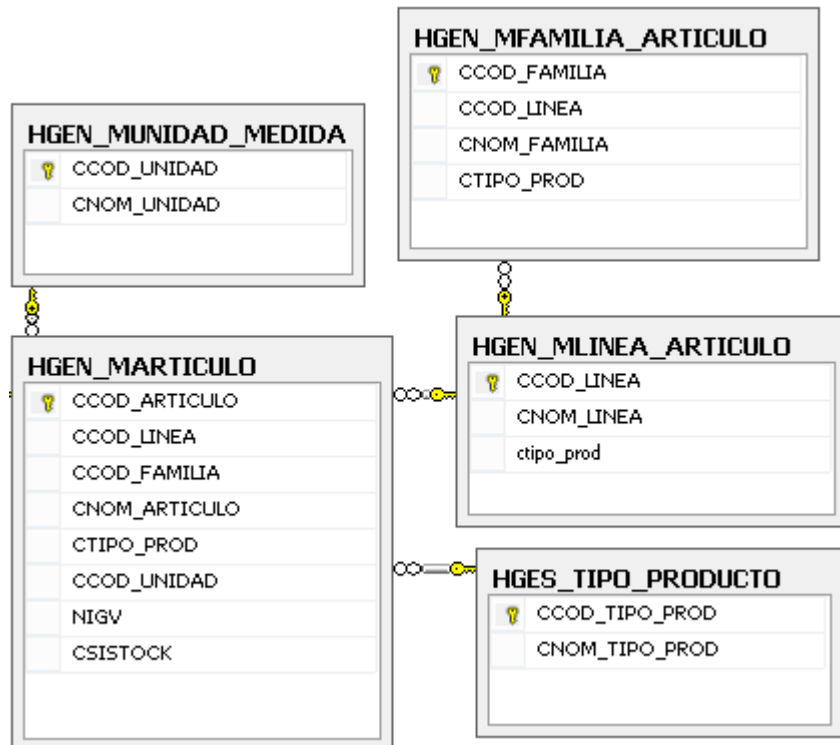 HGEN_MFAMILIA_ARTICULO
CCOD_FAMILIA
CCOD_LINEA
CNOM_FAMILIA
CTIPO_PROD
HGEN_MUNIDAD_MEDIDA
CCOD_UNIDAD
CNOM_UNIDAD
HGEN_MARTICULO
CCOD_ARTICULO
CCOD_LINEA
CCOD_FAMILIA
CNOM_ARTICULO
CTIPO_PROD
CCOD_UNIDAD
NIGV
CSISTOCK
HGEN_MLINEA_ARTICULO
CCOD_LINEA
CNOM_LINEA
ctipo_prod
HGES_TIPO_PRODUCTO
CCOD_TIPO_PROD
CNOM_TIPO_PROD